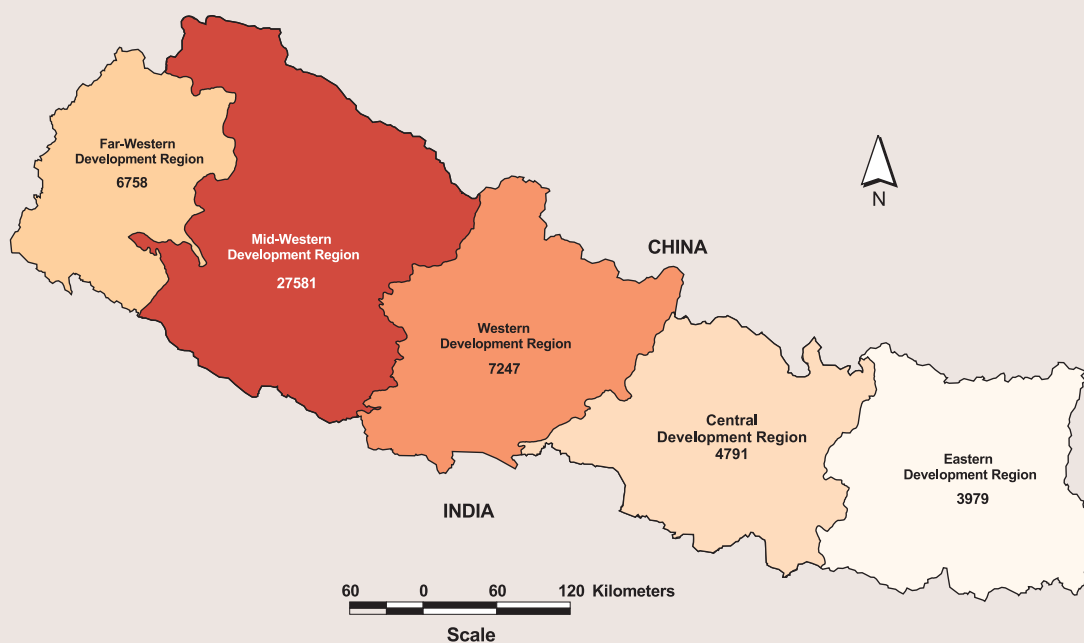 Far-Western
Development Region
6758
Mid-Western
Development Region
27581
N
CHINA
Western
Development Region
7247
Central
Development Region
4791
Eastern
Development Region
3979
INDIA
60 0 60 120 Kilometers
Scale